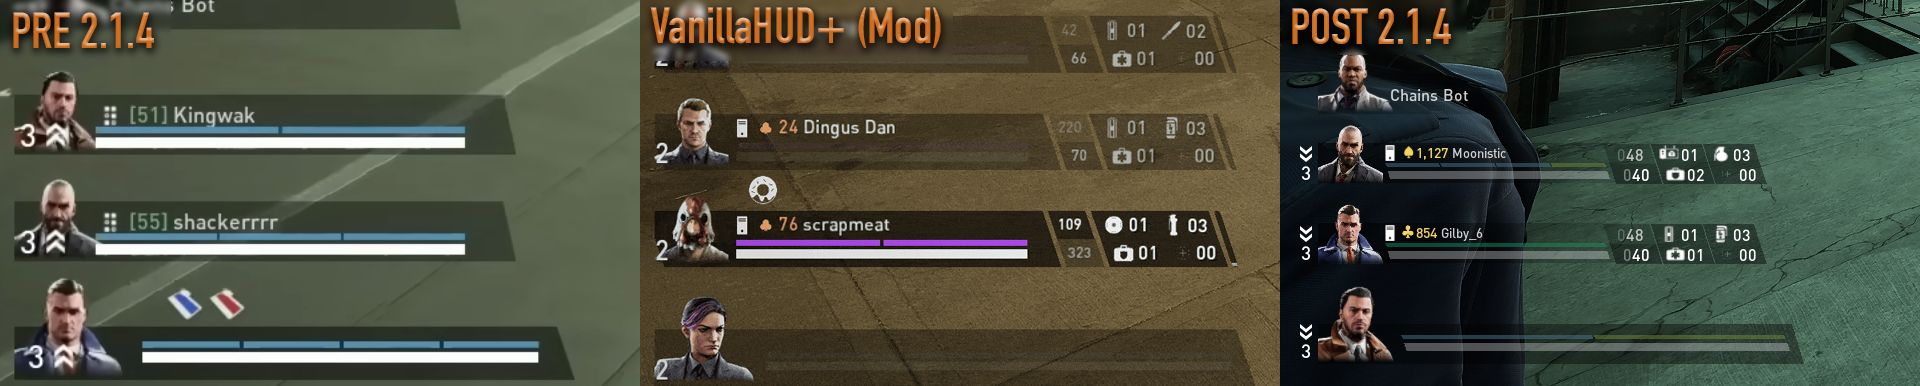 PRE 2.1.4
Chains Bot
3
[51] Kingwak
3
[55] shackerrrr
3
VanillaHUD+ (Mod)
42 01 02
2
66 01 00
24 Dingus Dan
220 01 03
2
70 01 00
76 scrapmeat
109 01 03
2
323 01 00
2
POST 2.1.4
Chains Bot
1,127 Moonistic
048 01 03
3
040 02 00
854 Gilby_6
048 01 03
3
040 01 00
3